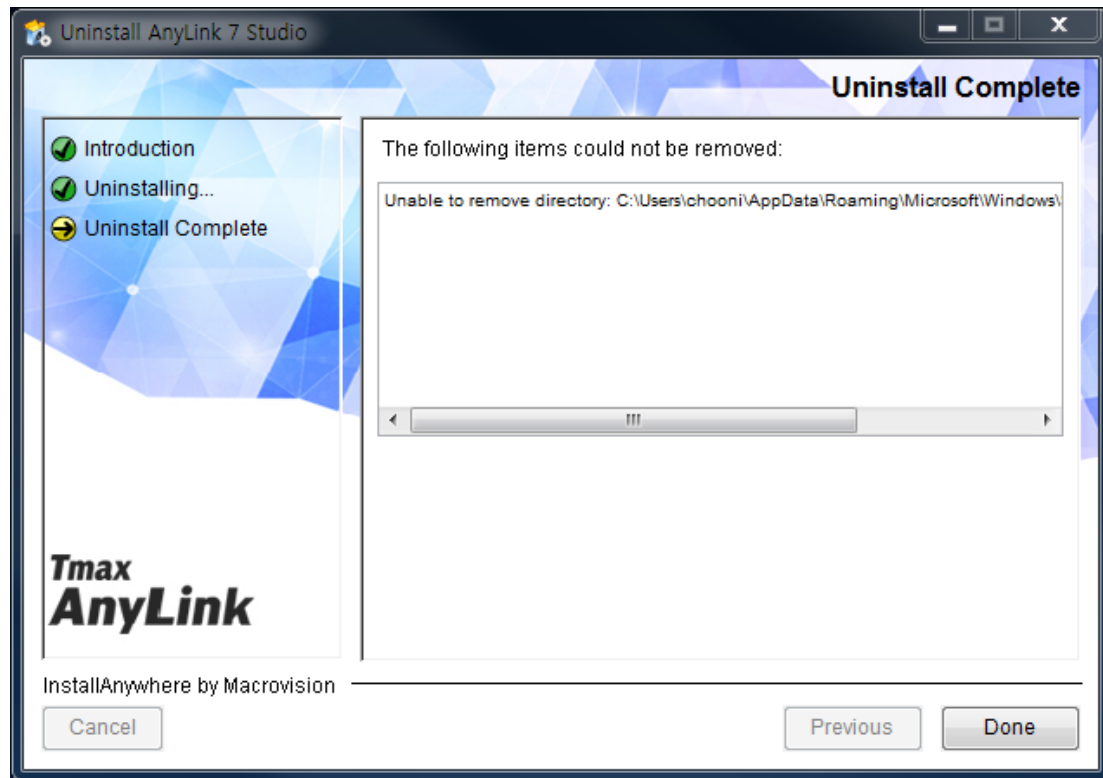 Uninstall AnyLink 7 Studio
Uninstall Complete
Introduction
Uninstalling...
Uninstall Complete
The following items could not be removed:
Unable to remove directory: C:\Users\chooni\AppData\Roaming\Microsoft\Windows\
Tmax
AnyLink
InstallAnywhere by Macrovision
Cancel
Previous
Done